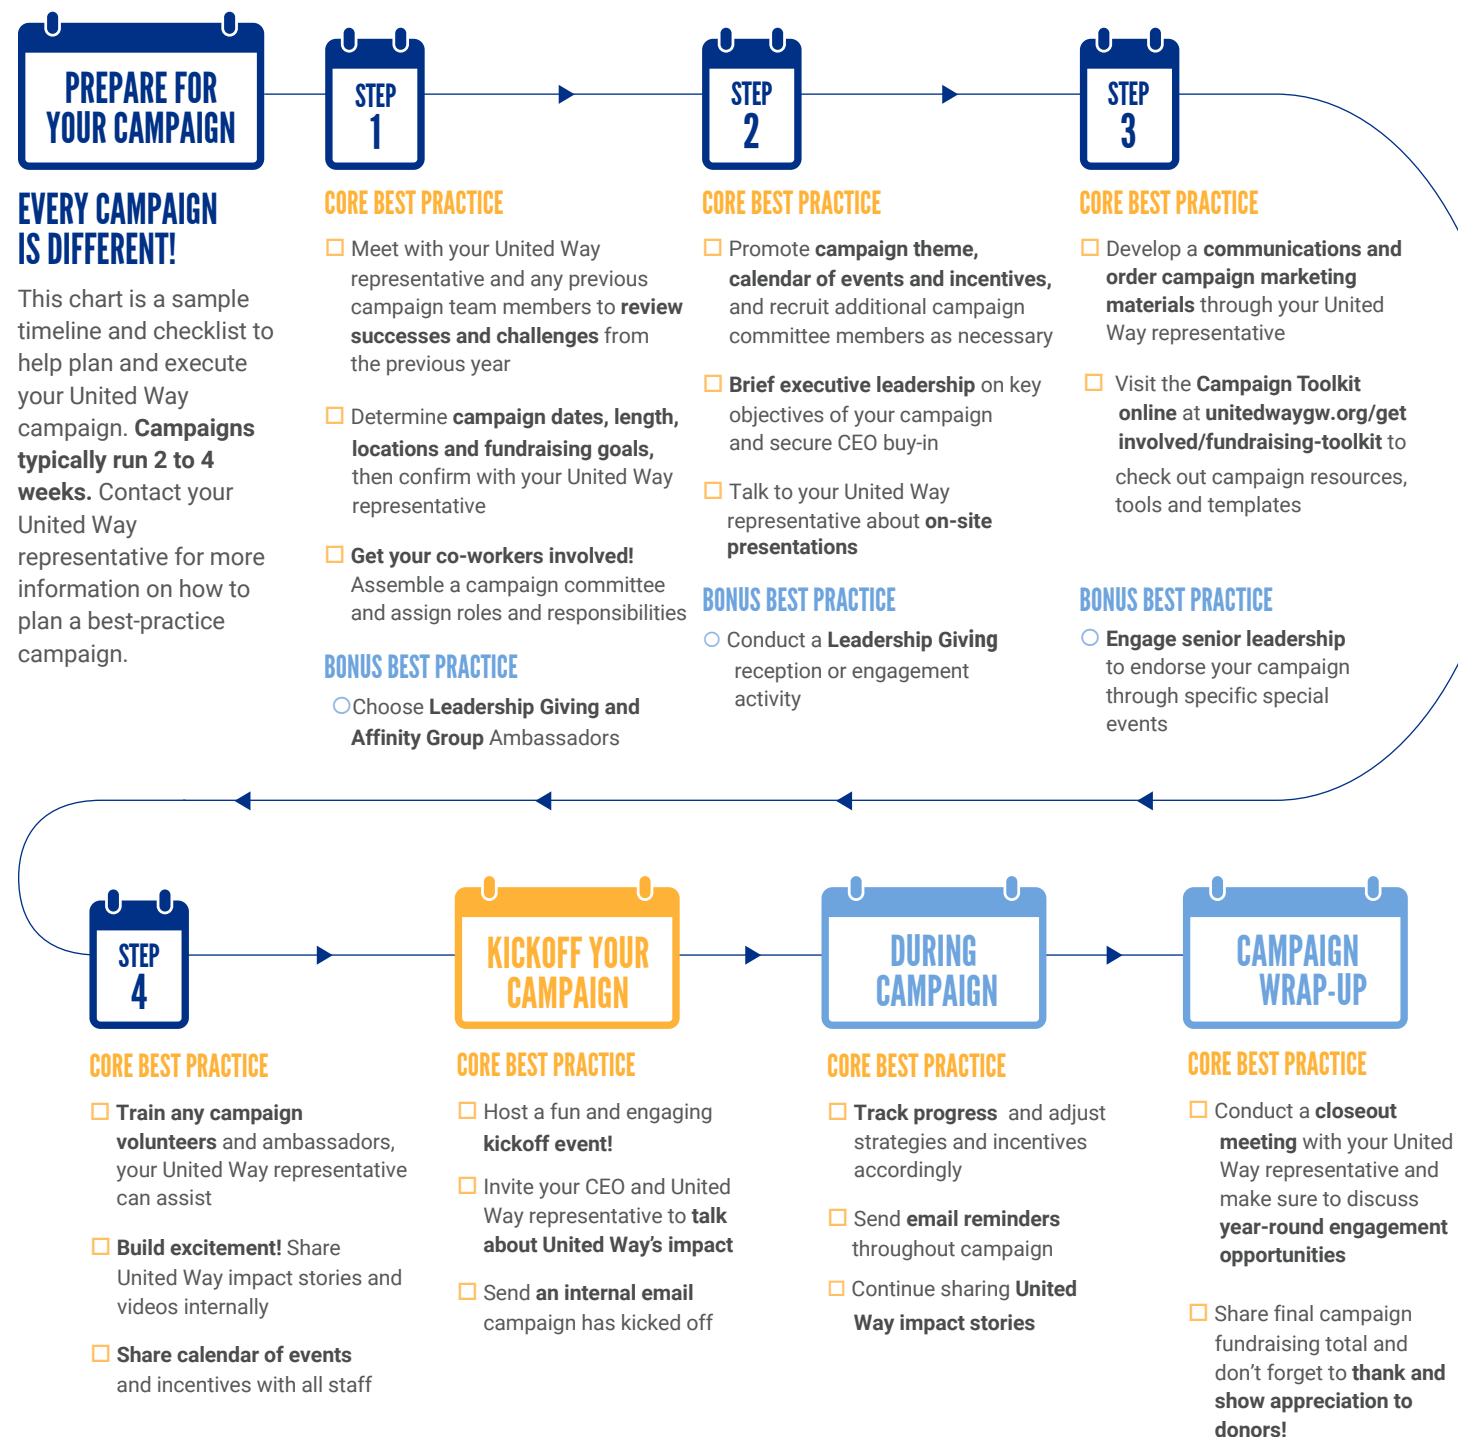 PREPARE FOR
YOUR CAMPAIGN
EVERY CAMPAIGN
IS DIFFERENT!
This chart is a sample
timeline and checklist to
help plan and execute
your United Way
campaign. Campaigns
typically run 2 to 4
weeks. Contact your
United Way
representative for more
information on how to
plan a best-practice
campaign.
STEP
1
CORE BEST PRACTICE
Meet with your United Way
representative and any previous
campaign team members to review
successes and challenges from
the previous year
Determine campaign dates, length,
locations and fundraising goals,
then confirm with your United Way
representative
Get your co-workers involved!
Assemble a campaign committee
and assign roles and responsibilities
BONUS BEST PRACTICE
Choose Leadership Giving and
Affinity Group Ambassadors
STEP
2
CORE BEST PRACTICE
Promote campaign theme,
calendar of events and incentives,
and recruit additional campaign
committee members as necessary
Brief executive leadership on key
objectives of your campaign
and secure CEO buy-in
Talk to your United Way
representative about on-site
presentations
BONUS BEST PRACTICE
Conduct a Leadership Giving
reception or engagement
activity
STEP
3
CORE BEST PRACTICE
Develop a communications and
order campaign marketing
materials through your United
Way representative
Visit the Campaign Toolkit
online at unitedwaygw.org/get
involved/fundraising-toolkit to
check out campaign resources,
tools and templates
BONUS BEST PRACTICE
Engage senior leadership
to endorse your campaign
through specific special
events
STEP
4
CORE BEST PRACTICE
Train any campaign
volunteers and ambassadors,
your United Way representative
can assist
Build excitement! Share
United Way impact stories and
videos internally
Share calendar of events
and incentives with all staff
KICKOFF YOUR
CAMPAIGN
CORE BEST PRACTICE
Host a fun and engaging
kickoff event!
Invite your CEO and United
Way representative to talk
about United Way's impact
Send an internal email
campaign has kicked off
DURING
CAMPAIGN
CORE BEST PRACTICE
Track progress and adjust
strategies and incentives
accordingly
Send email reminders
throughout campaign
Continue sharing United
Way impact stories
CAMPAIGN
WRAP-UP
CORE BEST PRACTICE
Conduct a closeout
meeting with your United
Way representative and
make sure to discuss
year-round engagement
opportunities
Share final campaign
fundraising total and
don't forget to thank and
show appreciation to
donors!